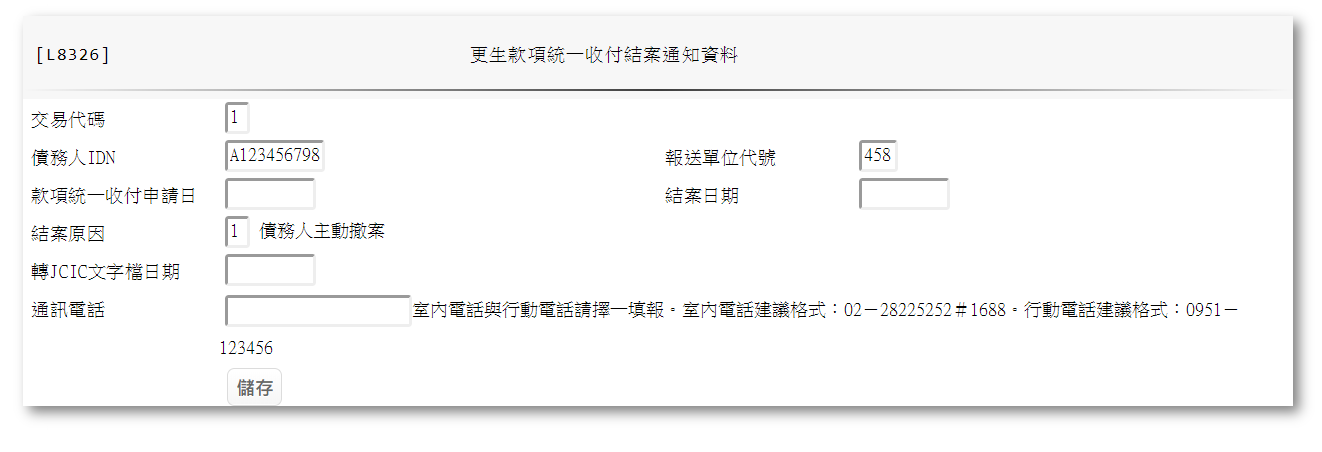 [L8326] 更生款項統一收付結案通知資料
交易代碼 1
債務人IDN A123456798 報送單位代號 458
款項統一收付申請日 結案日期
結案原因 1 債務人主動撤案
轉JCIC文字檔日期
通訊電話 室內電話與行動電話請擇一填報。室內電話建議格式：02－28225252＃1688。行動電話建議格式：0951－
123456
儲存